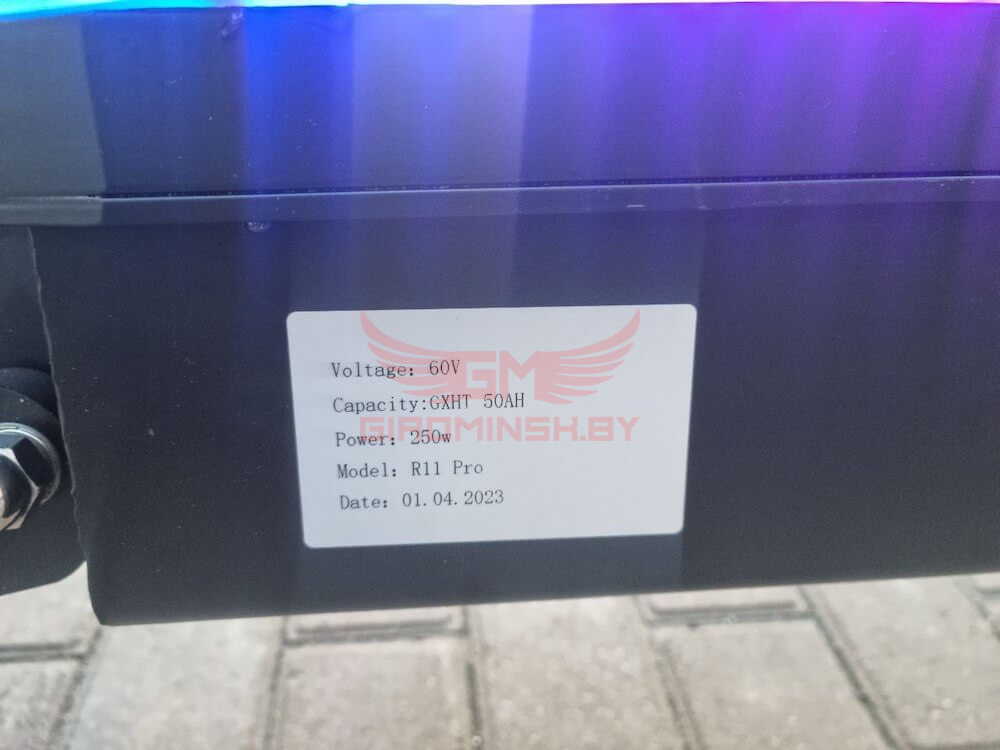 Voltage: 60V
GM
Capacity:GXHT 50AH
GIROMINSK.BY
Power: 250w
Model: R11 Pro
Date: 01.04.2023